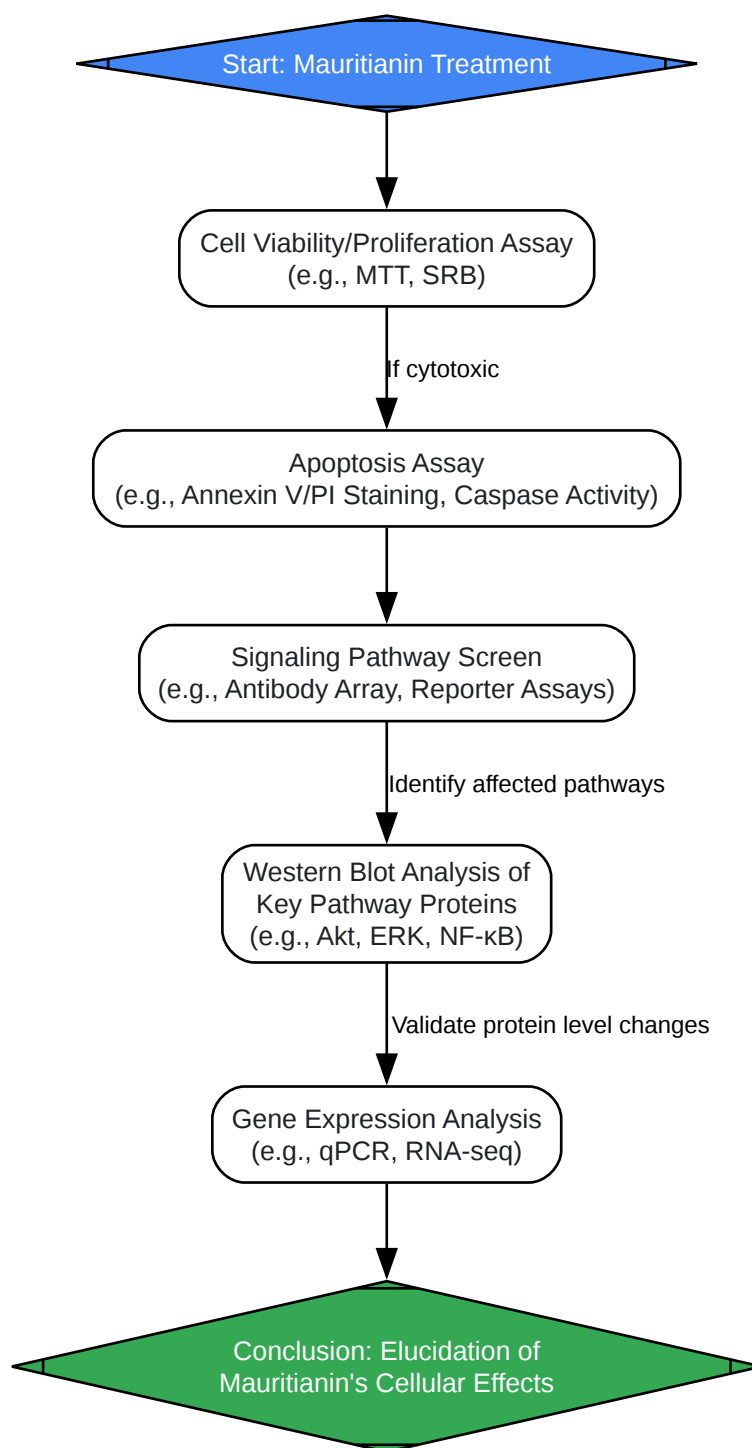 Start: Mauritianin Treatment
Cell Viability/Proliferation Assay
(e.g., MTT, SRB)
If cytotoxic
Apoptosis Assay
(e.g., Annexin V/PI Staining, Caspase Activity)
Signaling Pathway Screen
(e.g., Antibody Array, Reporter Assays)
Identify affected pathways
Western Blot Analysis of
Key Pathway Proteins
(e.g., Akt, ERK, NF-κB)
Validate protein level changes
Gene Expression Analysis
(e.g., qPCR, RNA-seq)
Conclusion: Elucidation of
Mauritianin's Cellular Effects